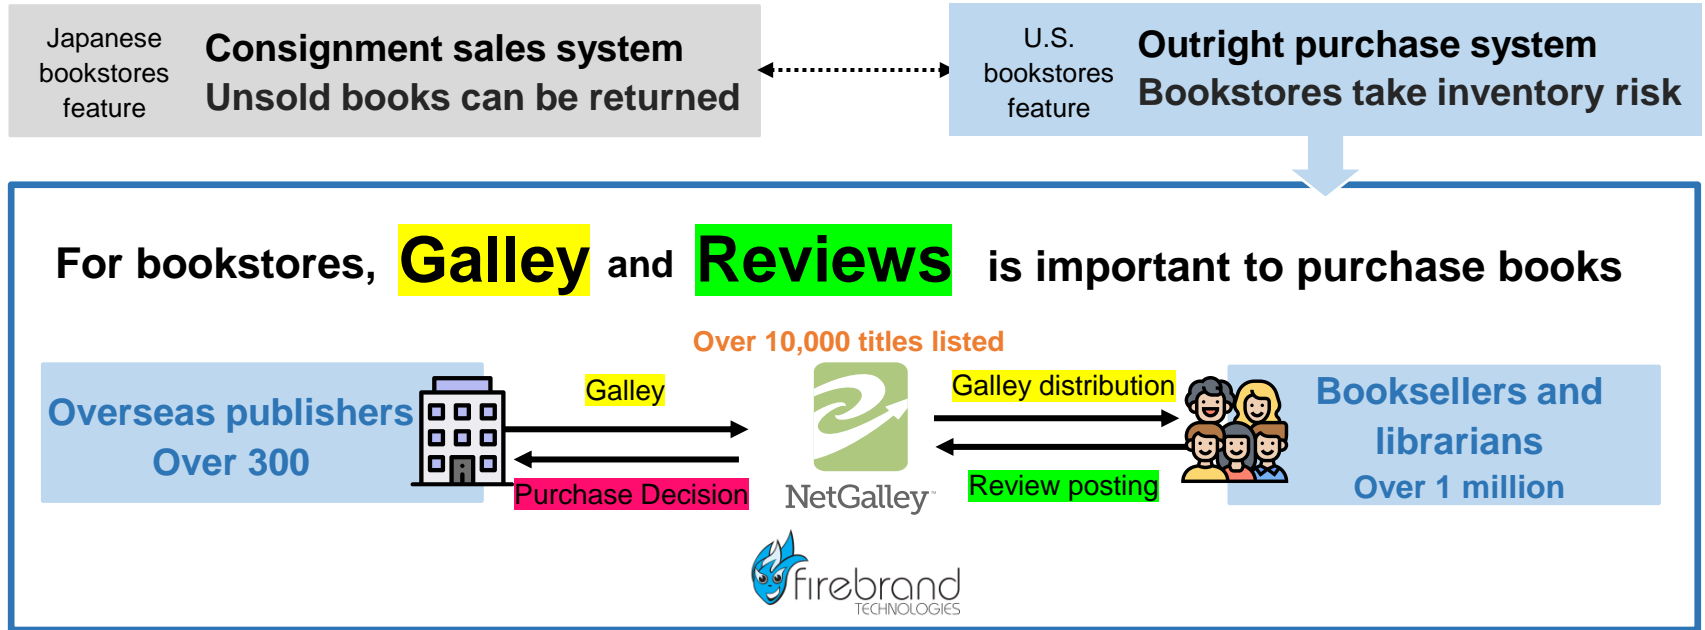 Japanese
bookstores
feature
Consignment sales system
Unsold books can be returned
U.S.
bookstores
feature
Outright purchase system
Bookstores take inventory risk
For bookstores, Galley and Reviews is important to purchase books
Over 10,000 titles listed
Overseas publishers
Over 300
Galley
Purchase Decision
NetGalley™
Galley distribution
Review posting
Booksellers and
librarians
Over 1 million
firebrand
TECHNOLOGIES